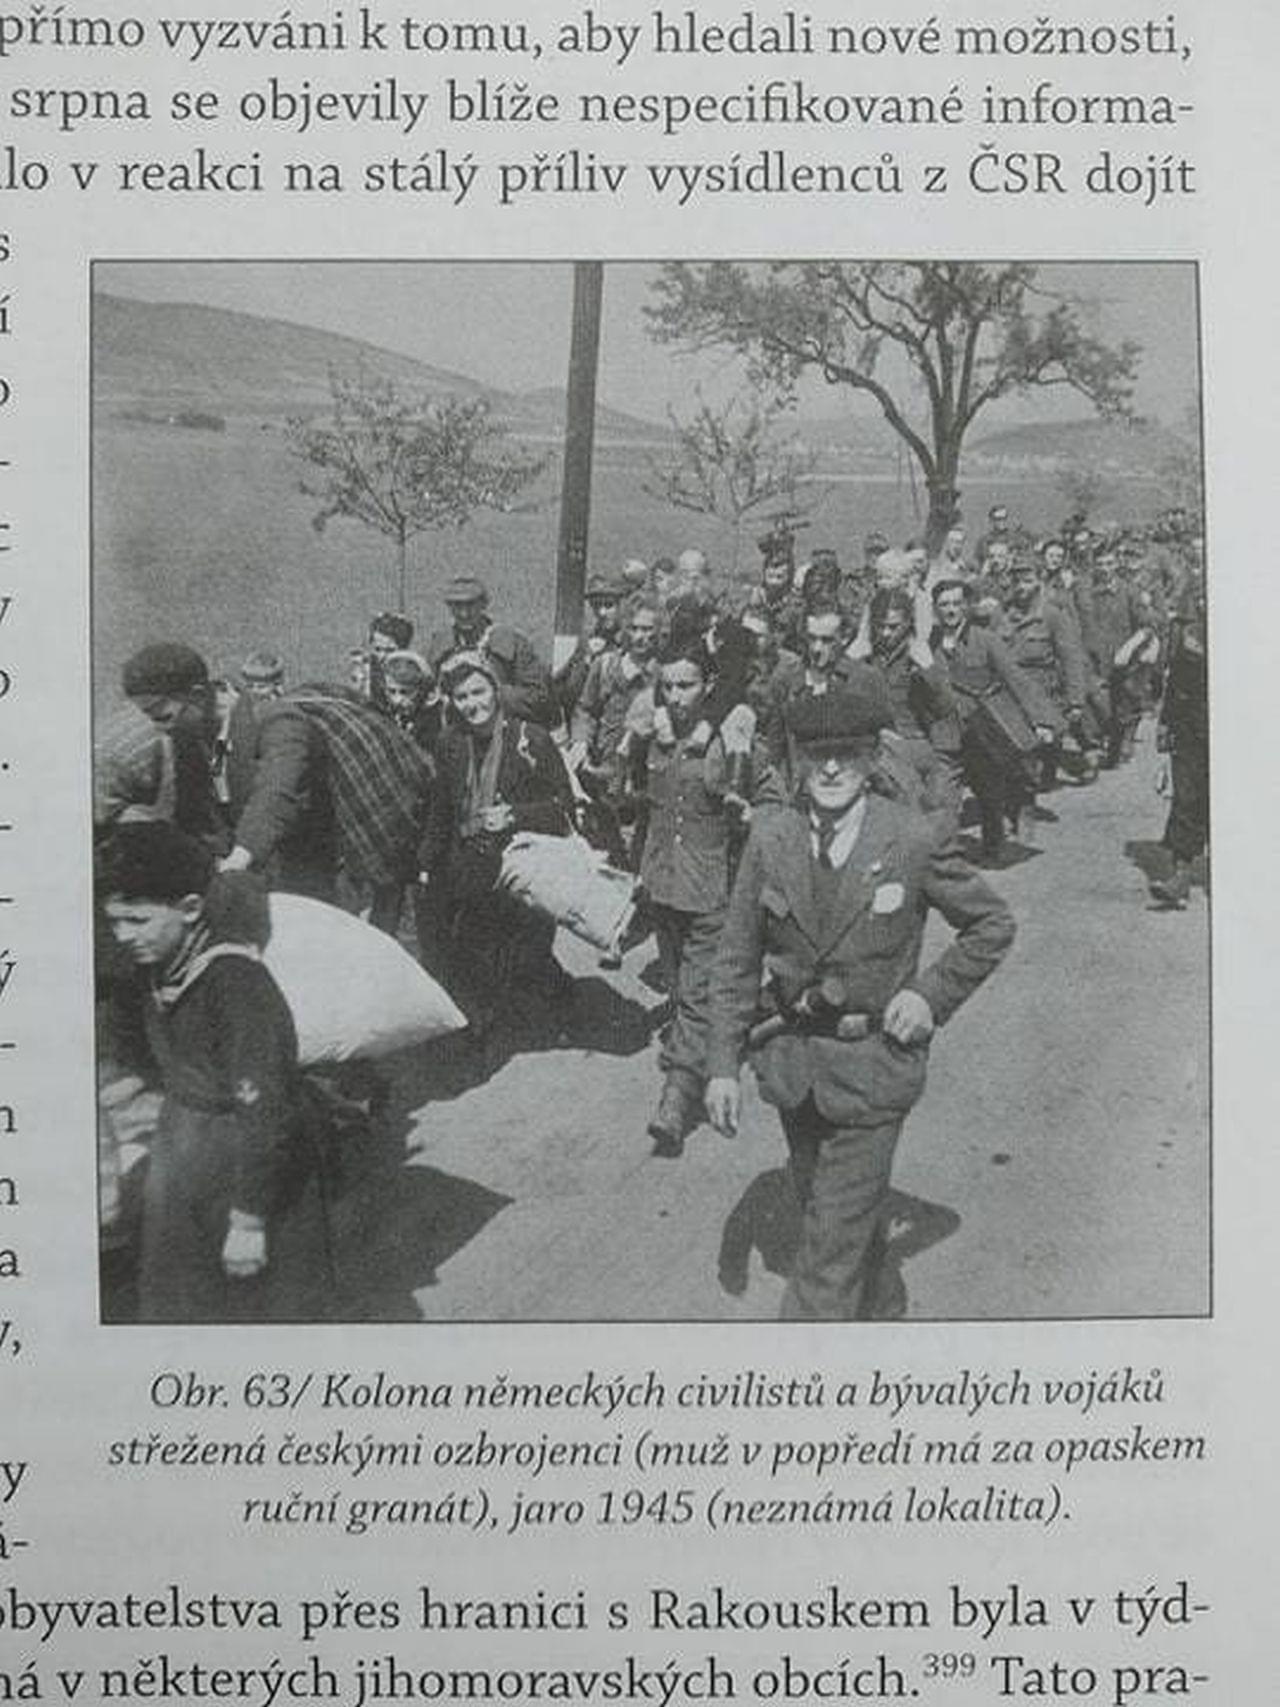 přímo vyzváni k tomu, aby hledali nové možnosti,
srpna se objevily blíže nespecifikované informa-
v reakci na stálý příliv vysídlenců z ČSR dojít
Obr. 63/ Kolona německých civilistů a bývalých vojáků
střežená českými ozbrojenci (muž v popředí má za opaskem
ruční granát), jaro 1945 (neznámá lokalita).
obyvatelstva přes hranici s Rakouskem byla v týd-
v některých jihomoravských obcích.³⁹⁹ Tato pra-